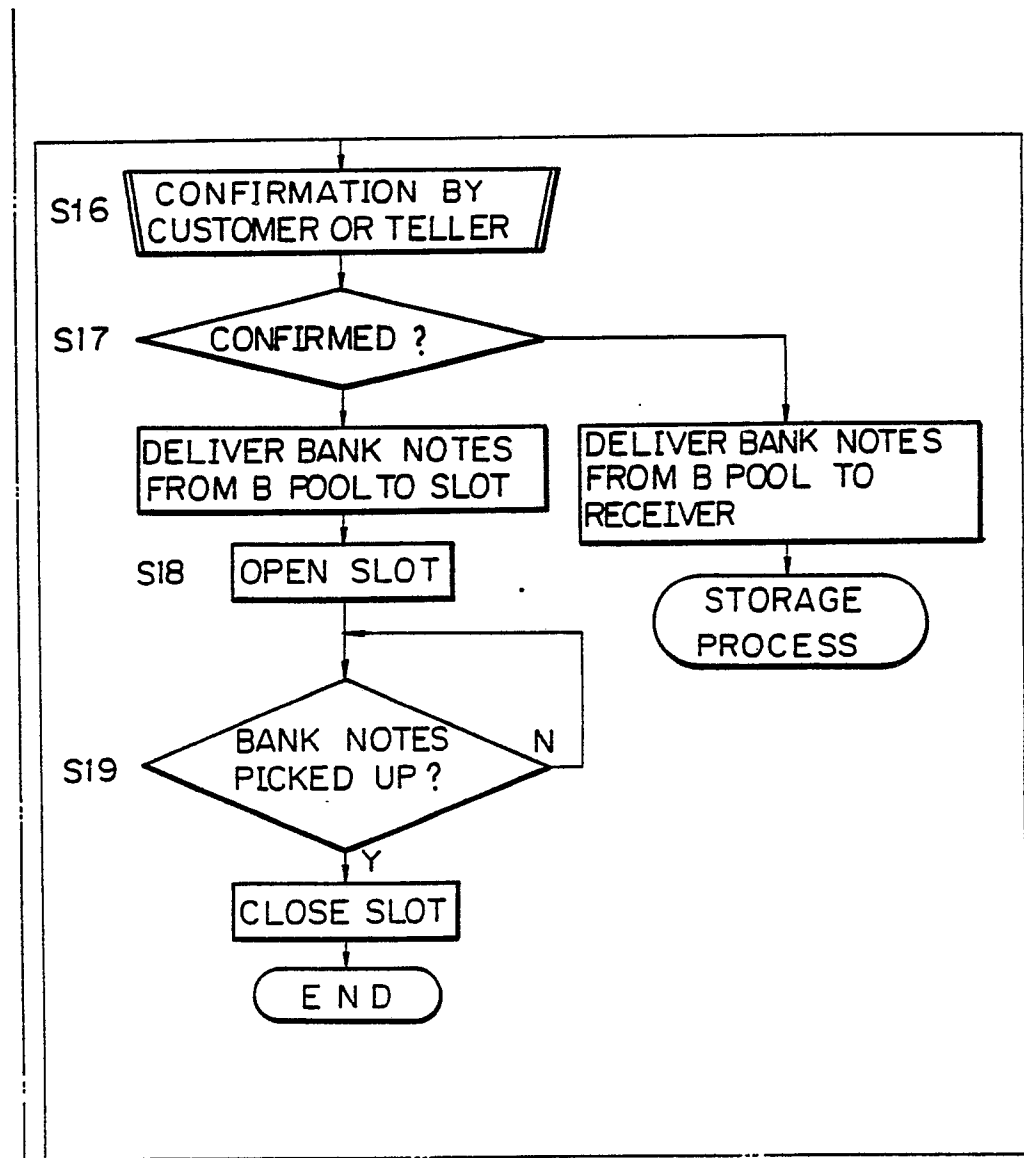 S16
CONFIRMATION BY
CUSTOMER OR TELLER
S17
CONFIRMED ?
DELIVER BANK NOTES
FROM B POOL TO SLOT
DELIVER BANK NOTES
FROM B POOL TO
RECEIVER
S18
OPEN SLOT
STORAGE
PROCESS
S19
BANK NOTES
PICKED UP ?
N
Y
CLOSE SLOT
END